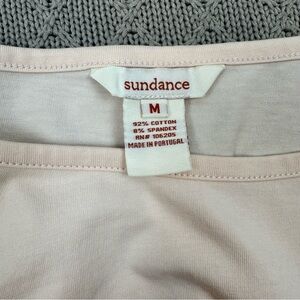 sundance
M
92% COTTON
8% SPANDEX
RN# 106205
MADE IN PORTUGAL